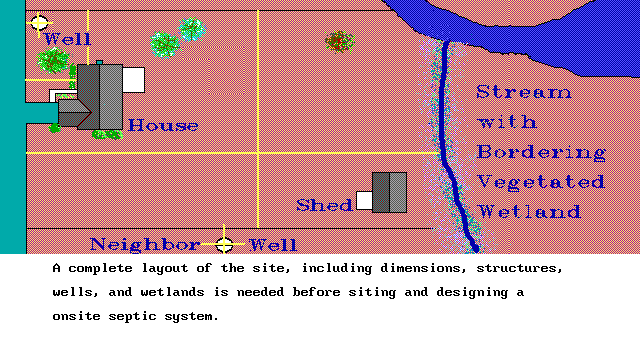 Well
House
Stream
with
Bordering
Vegetated
Wetland
Shed
Neighbor Well
A complete layout of the site, including dimensions, structures,
wells, and wetlands is needed before siting and designing a
onsite septic system.